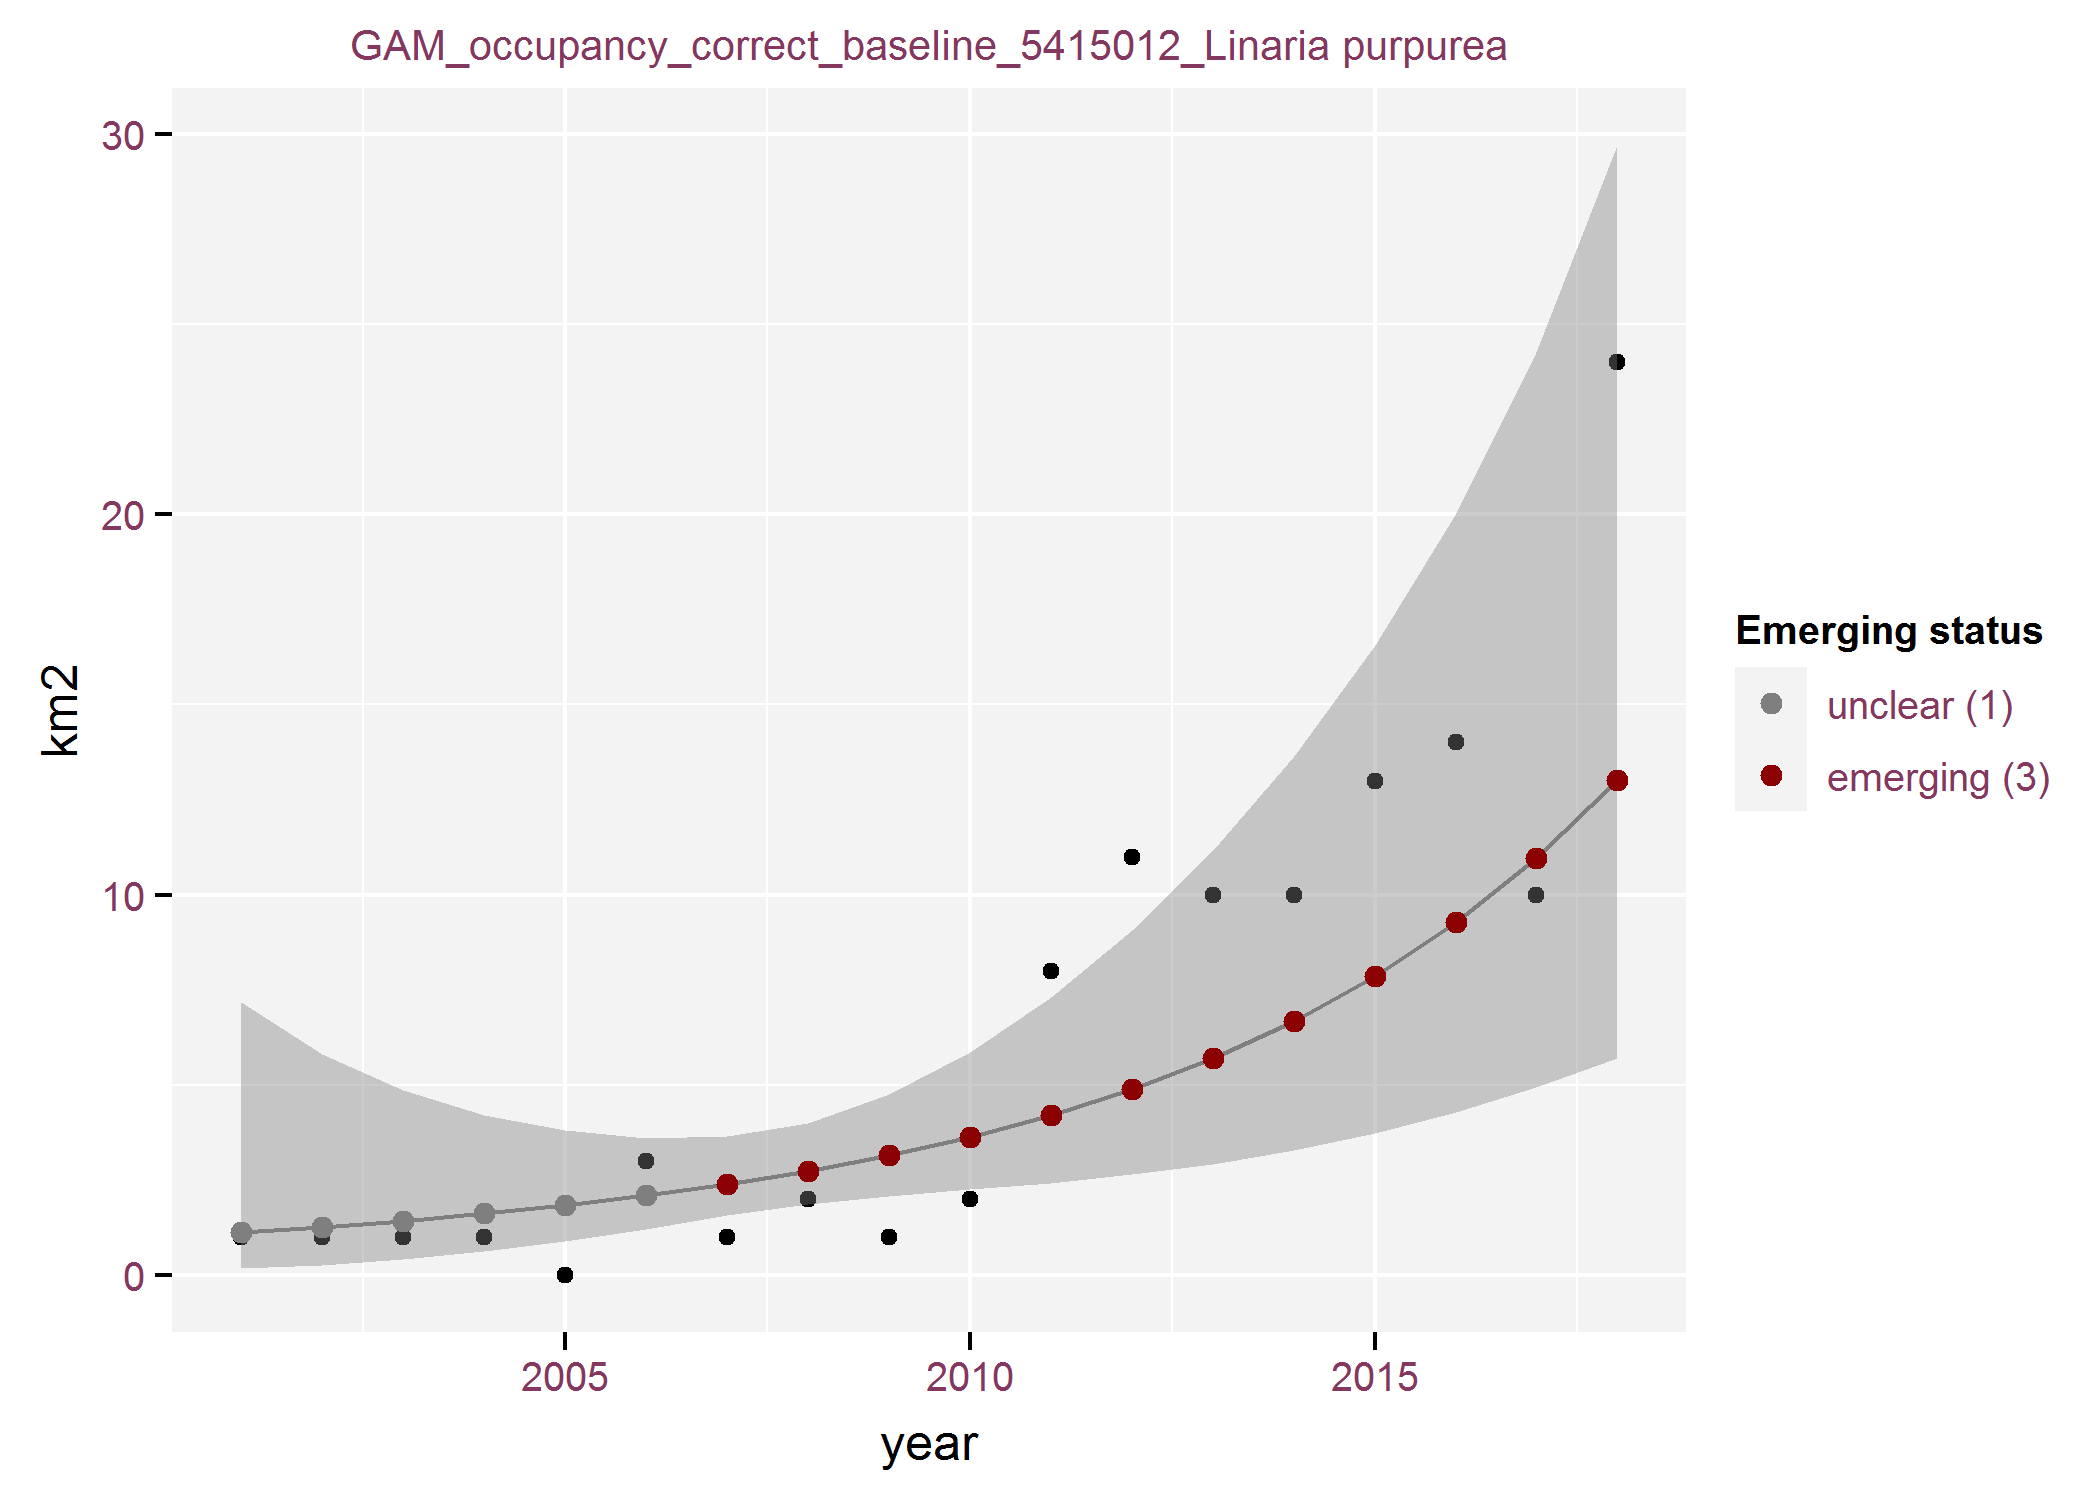 GAM_occupancy_correct_baseline_5415012_Linaria purpurea
30
20
10
0
km2
2005 2010 2015
year
Emerging status
unclear (1)
emerging (3)